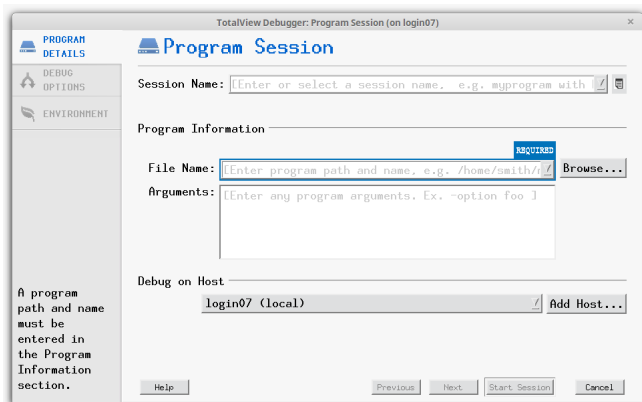 TotalView Debugger: Program Session (on login07)
×
PROGRAM
DETAILS
DEBUG
OPTIONS
ENVIRONMENT
A program
path and name
must be
entered in
the Program
Information
section.
Program Session
Session Name: [Enter or select a session name, e.g. myprogram with
Program Information
REQUIRED
File Name: [Enter program path and name, e.g. /home/smith/
Browse...
Arguments: [Enter any program arguments. Ex. -option foo ]
Debug on Host
login07 (local)
Add Host...
Help
Previous
Next
Start Session
Cancel